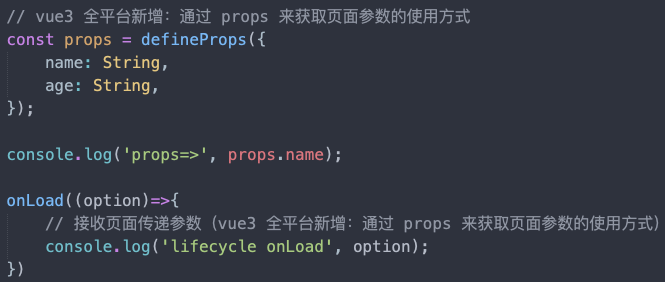 // vue3 全平台新增：通过 props 来获取页面参数的使用方式
const props = defineProps({
    name: String,
    age: String,
});
console.log('props=>', props.name);
onLoad((option)=>{
    // 接收页面传递参数（vue3 全平台新增：通过 props 来获取页面参数的使用方式）
    console.log('lifecycle onLoad', option);
})